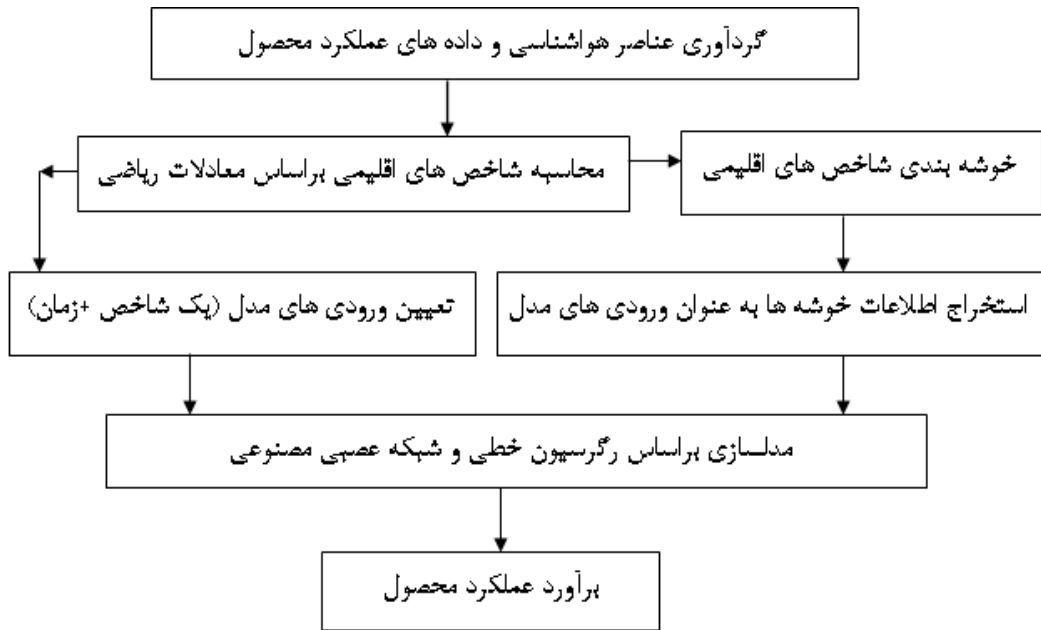 گردآوری عناصر هواشناسی و داده های عملکرد محصول
خوشه بندی شاخص های اقلیمی
محاسبه شاخص های اقلیمی براساس معادلات ریاضی
استخراج اطلاعات خوشه ها به عنوان ورودی های مدل
تعیین ورودی های مدل (یک شاخص +زمان)
مدلسازی براساس رگرسیون خطی و شبکه عصبی مصنوعی
برآورد عملکرد محصول